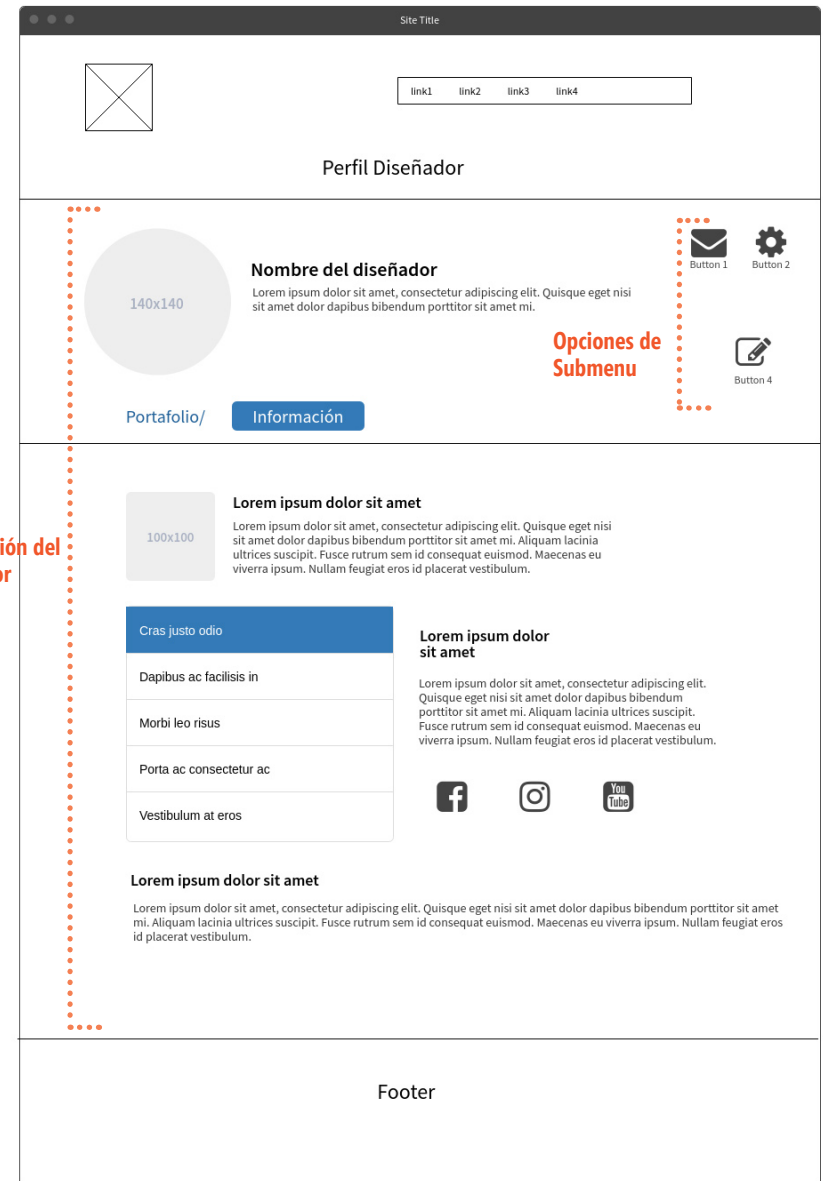 Site Title
link1 link2 link3 link4
Perfil Diseñador
140x140
Nombre del diseñador
Lorem ipsum dolor sit amet, consectetur adipiscing elit. Quisque eget nisi
sit amet dolor dapibus bibendum porttitor sit amet mi.
Button 1 Button 2
Opciones de
Submenu
Button 4
Portafolio/ Información
100x100
Lorem ipsum dolor sit amet
Lorem ipsum dolor sit amet, consectetur adipiscing elit. Quisque eget nisi
sit amet dolor dapibus bibendum porttitor sit amet mi. Aliquam lacinia
ultrices suscipit. Fusce rutrum sem id consequat euismod. Maecenas eu
viverra ipsum. Nullam feugiat eros id placerat vestibulum.
ión del
or
Cras justo odio
Dapibus ac facilisis in
Morbi leo risus
Porta ac consectetur ac
Vestibulum at eros
Lorem ipsum dolor
sit amet
Lorem ipsum dolor sit amet, consectetur adipiscing elit.
Quisque eget nisi sit amet dolor dapibus bibendum
porttitor sit amet mi. Aliquam lacinia ultrices suscipit.
Fusce rutrum sem id consequat euismod. Maecenas eu
viverra ipsum. Nullam feugiat eros id placerat vestibulum.
You
Tube
Lorem ipsum dolor sit amet
Lorem ipsum dolor sit amet, consectetur adipiscing elit. Quisque eget nisi sit amet dolor dapibus bibendum porttitor sit amet
mi. Aliquam lacinia ultrices suscipit. Fusce rutrum sem id consequat euismod. Maecenas eu viverra ipsum. Nullam feugiat eros
id placerat vestibulum.
Footer